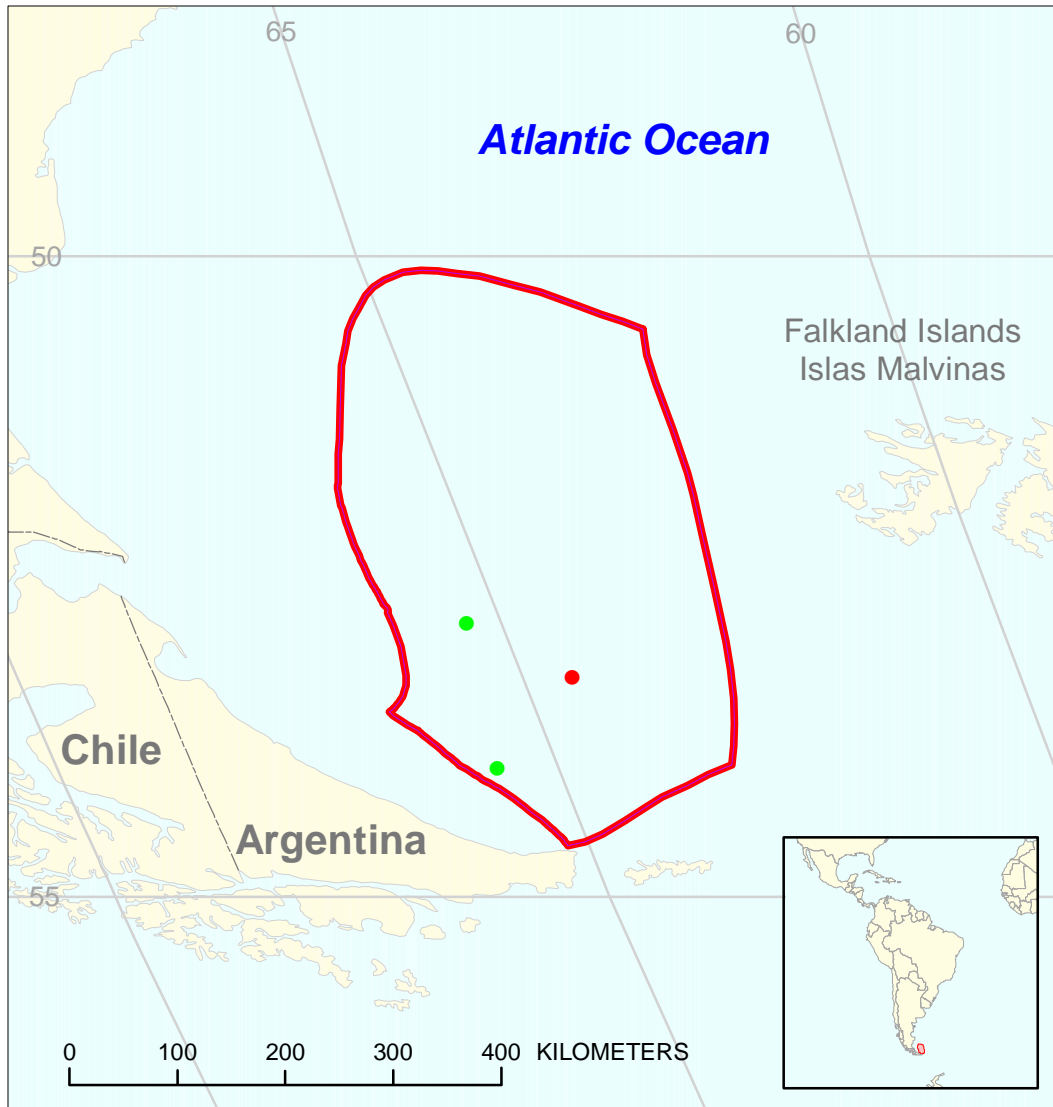 65
60
Atlantic Ocean
50
Falkland Islands
Islas Malvinas
Chile
Argentina
55
0 100 200 300 400 KILOMETERS